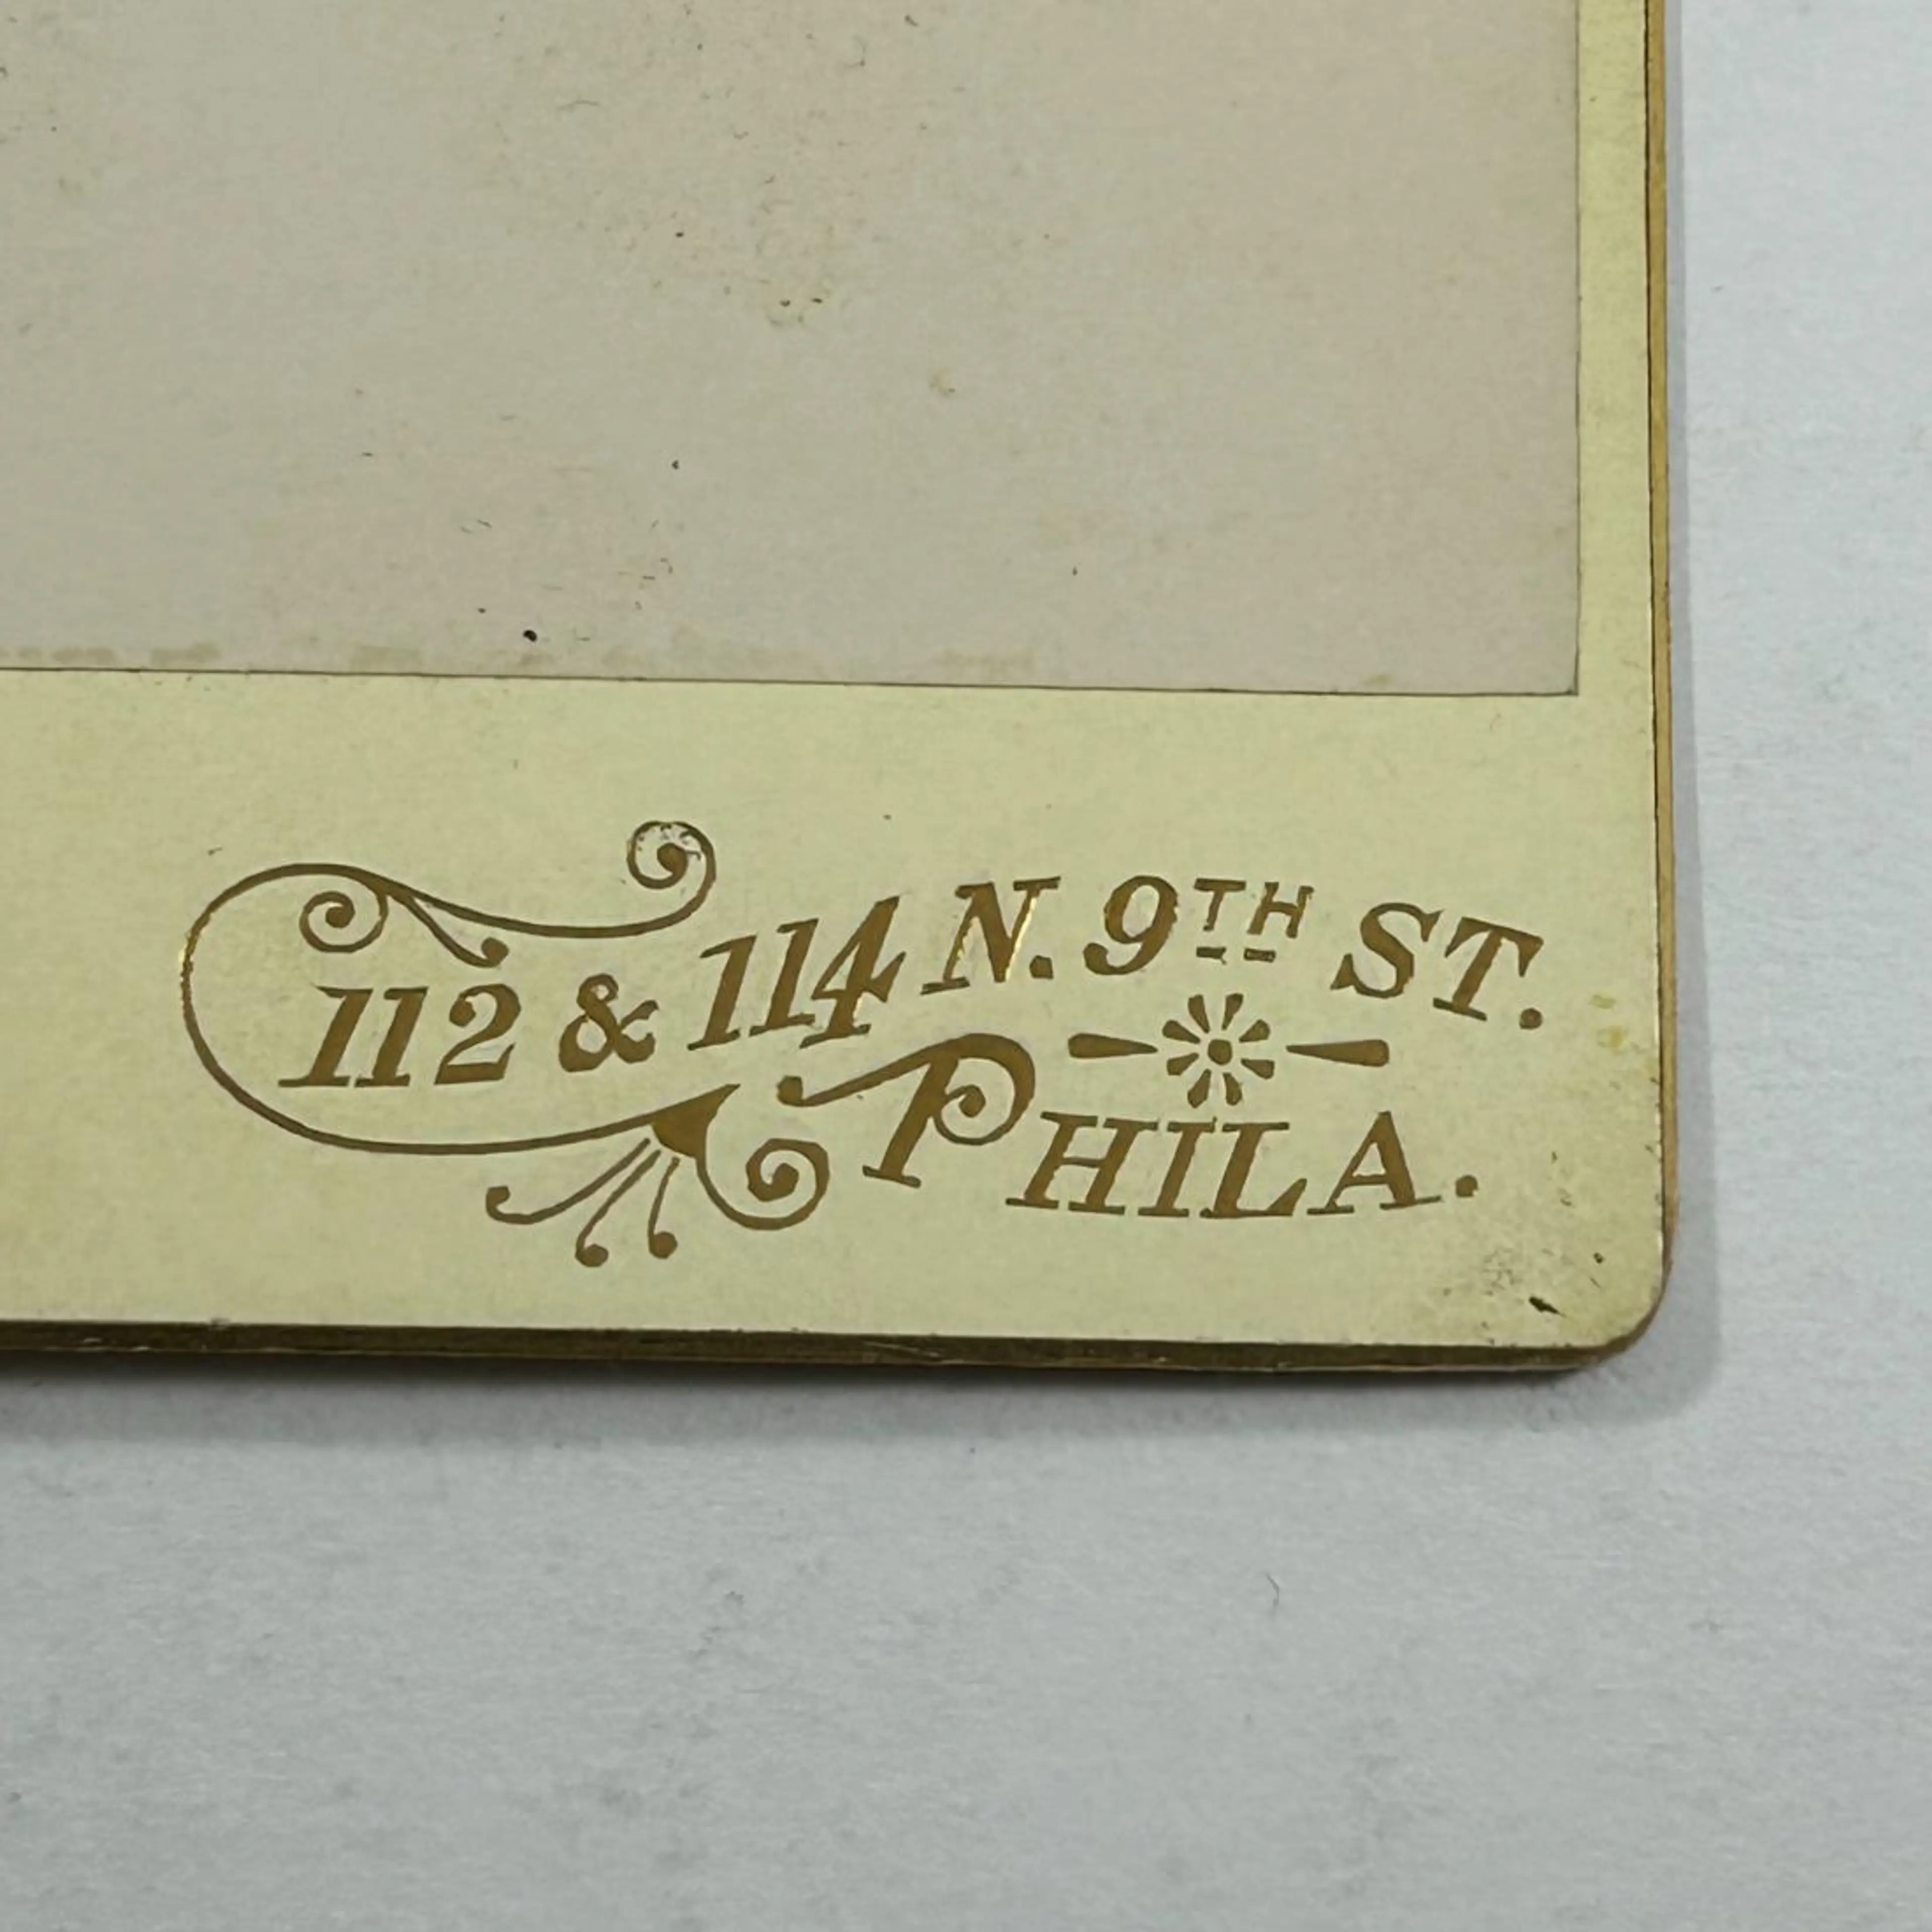 112 & 114 N. 9TH ST.
PHILA.